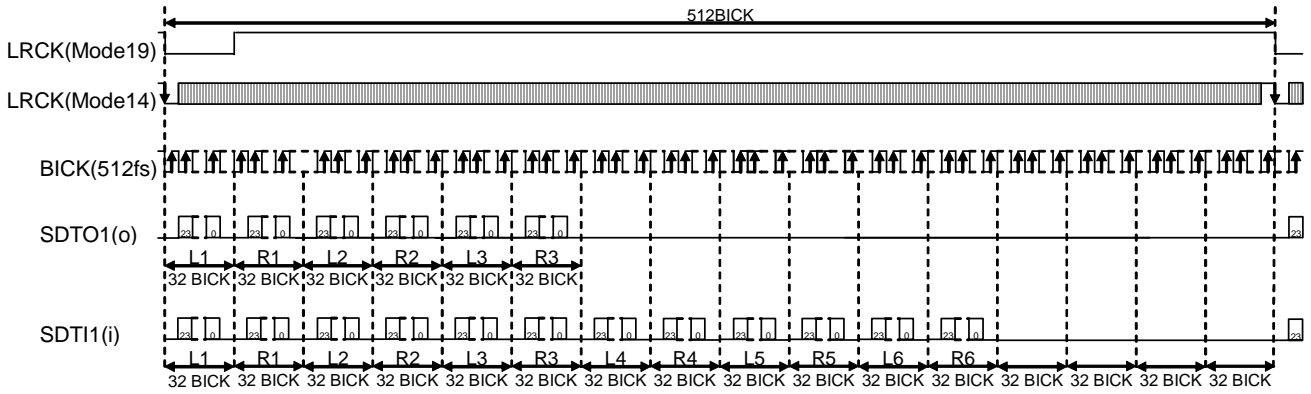 512BICK
LRCK(Mode19)
LRCK(Mode14)
BICK(512fs)
SDTO1(o)
23 0 23 0 23 0 23 0 23 0 23 0 23
L1 R1 L2 R2 L3 R3
32 BICK 32 BICK 32 BICK 32 BICK 32 BICK 32 BICK
SDTI1(i)
23 0 23 0 23 0 23 0 23 0 23 0 23 0 23 0 23 0 23 0 23 0 23 0 23
L1 R1 L2 R2 L3 R3 L4 R4 L5 R5 L6 R6
32 BICK 32 BICK 32 BICK 32 BICK 32 BICK 32 BICK 32 BICK 32 BICK 32 BICK 32 BICK 32 BICK 32 BICK 32 BICK 32 BICK 32 BICK 32 BICK